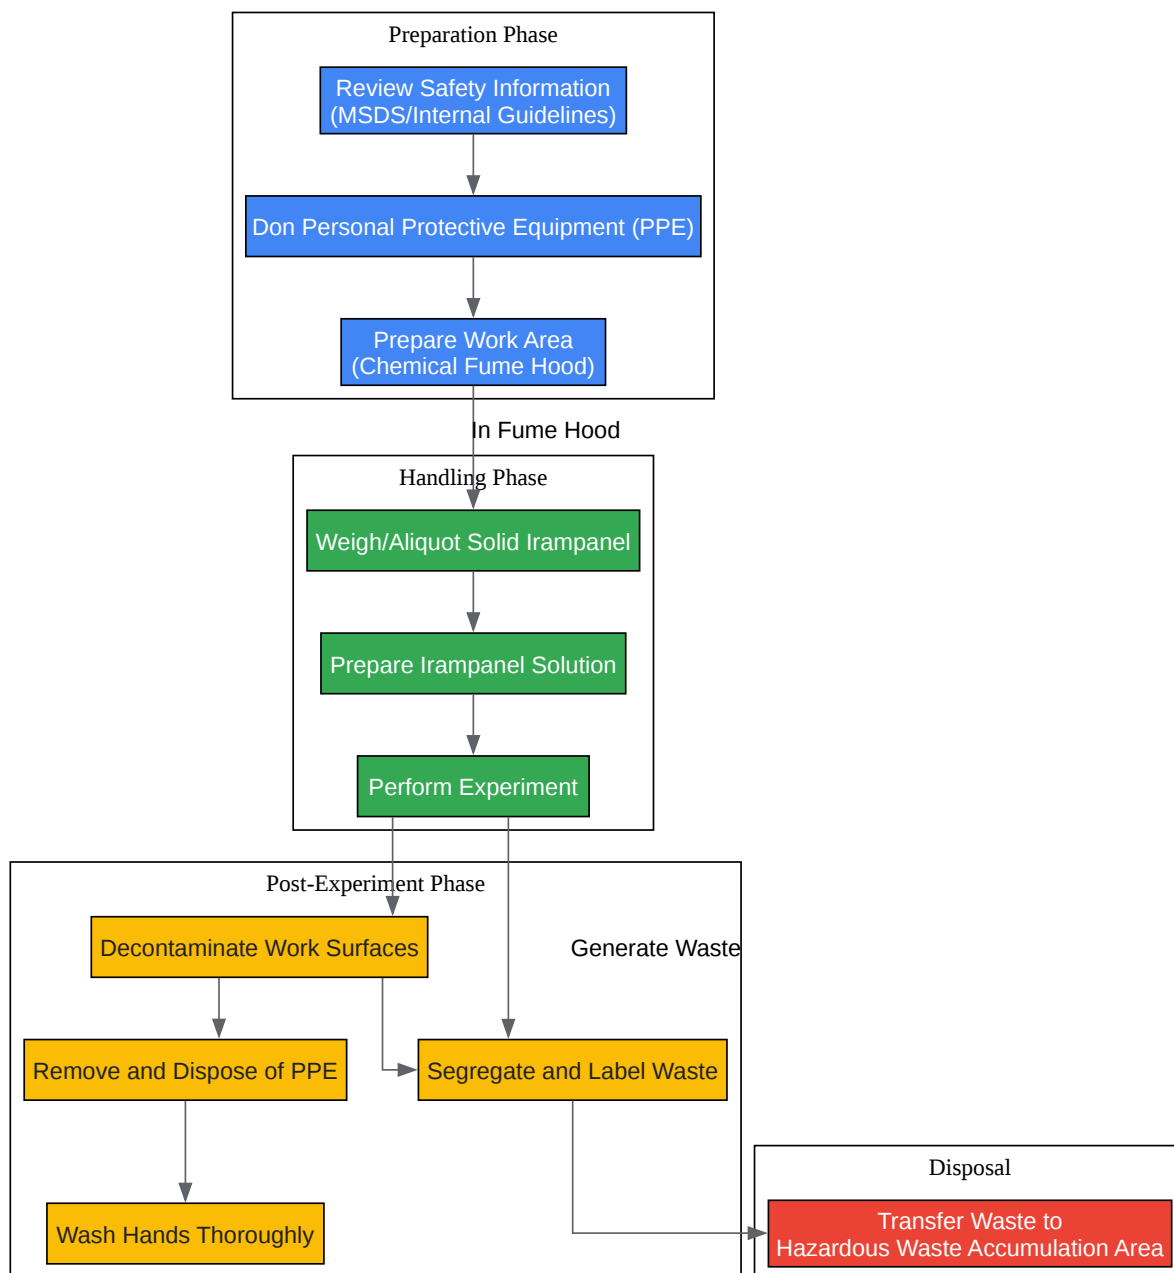 Preparation Phase
Review Safety Information
(MSDS/Internal Guidelines)
Don Personal Protective Equipment (PPE)
Prepare Work Area
(Chemical Fume Hood)
In Fume Hood
Handling Phase
Weigh/Aliquot Solid Irampanel
Prepare Irampanel Solution
Perform Experiment
Post-Experiment Phase
Decontaminate Work Surfaces
Generate Waste
Remove and Dispose of PPE
Segregate and Label Waste
Wash Hands Thoroughly
Disposal
Transfer Waste to
Hazardous Waste Accumulation Area